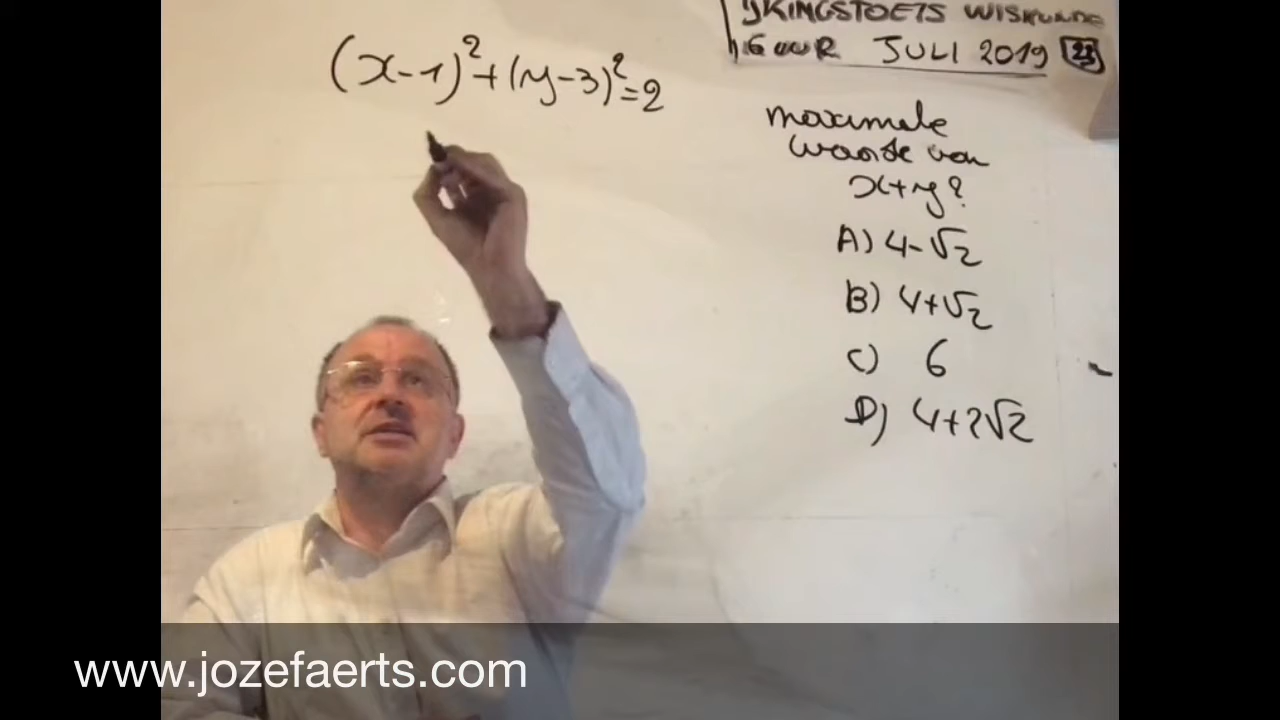 IJKINGSTOETS WISKUNDE
6 UUR JULI 2019 23
(x-1)²+(y-3)²=2
maximale
waarde van
x+y?
A) 4-√2
B) 4+√2
C) 6
D) 4+2√2
www.jozefaerts.com